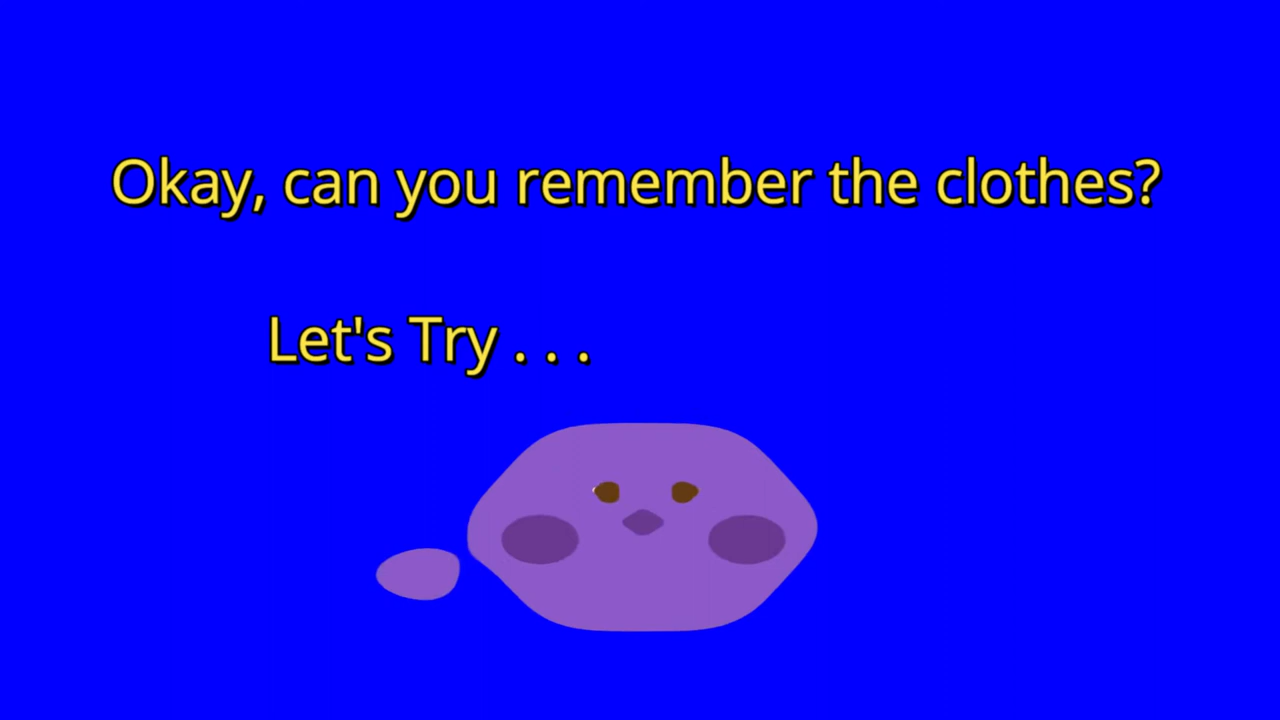 Okay, can you remember the clothes?
Let's Try . . .